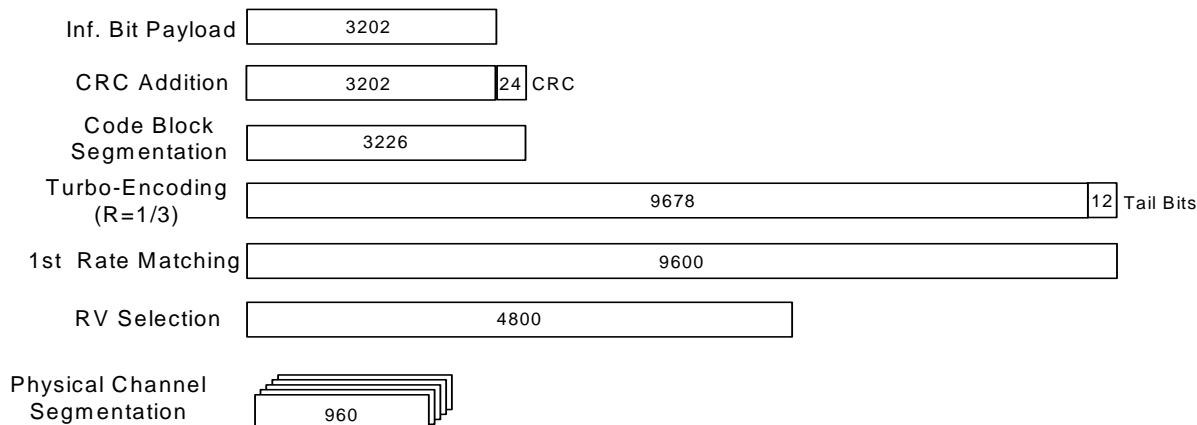 Inf. Bit Payload 3202
CRC Addition 3202 24 CRC
Code Block
Segmentation 3226
Turbo-Encoding
(R=1/3) 9678 12 Tail Bits
1st Rate Matching 9600
RV Selection 4800
Physical Channel
Segmentation 960